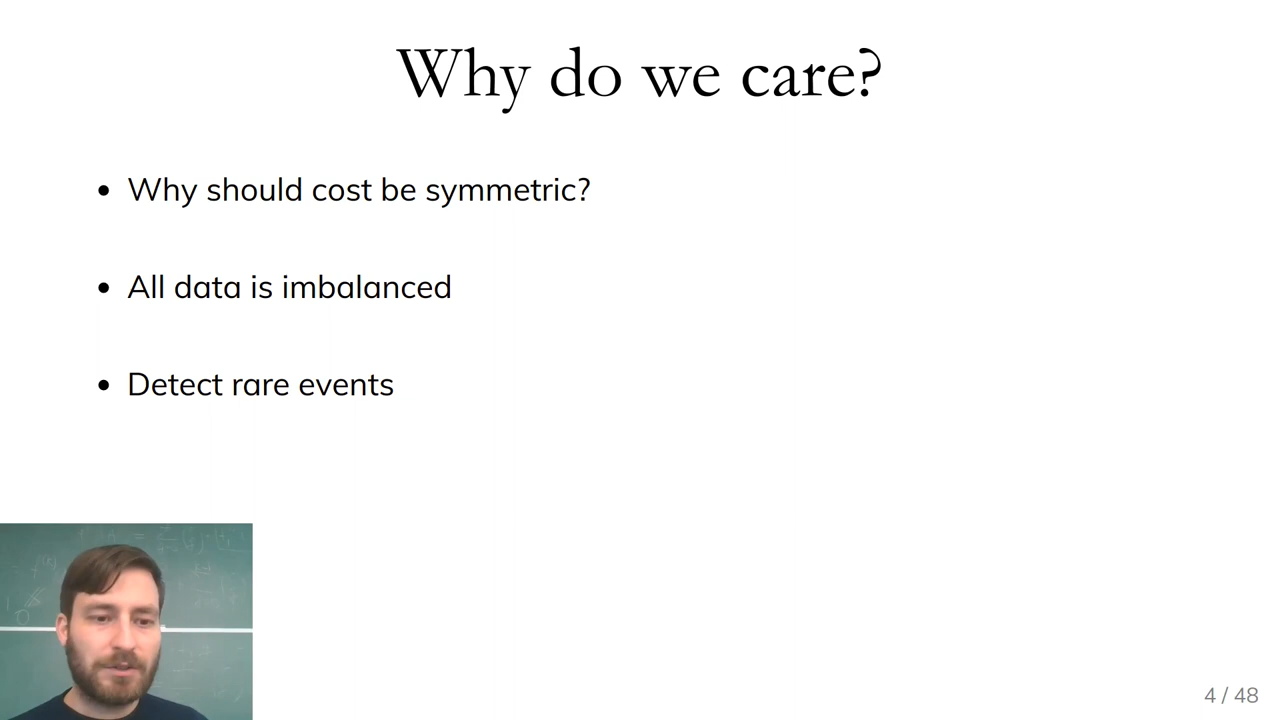 Why do we care?
• Why should cost be symmetric?
• All data is imbalanced
• Detect rare events
4 / 48